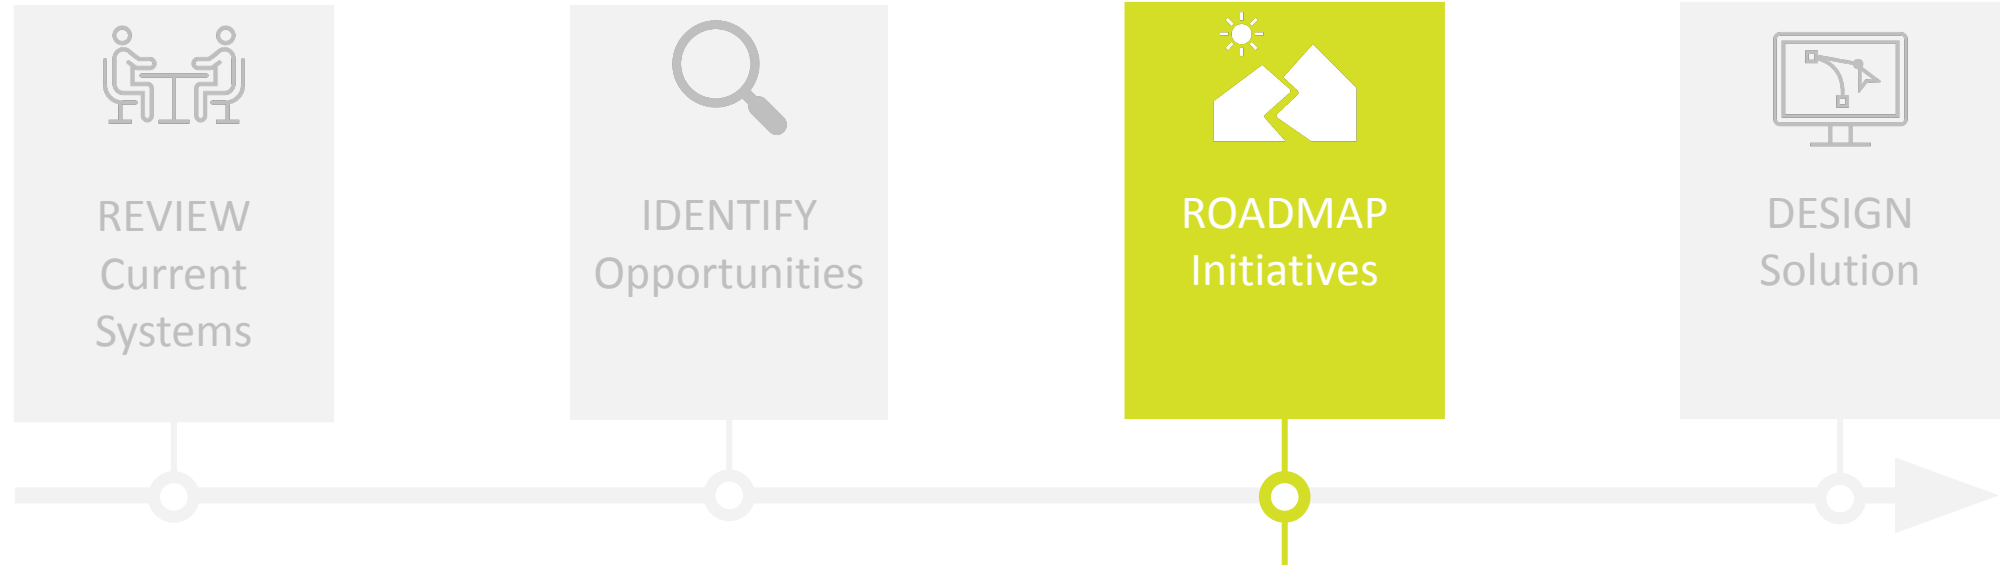 REVIEW
Current
Systems
IDENTIFY
Opportunities
ROADMAP
Initiatives
DESIGN
Solution